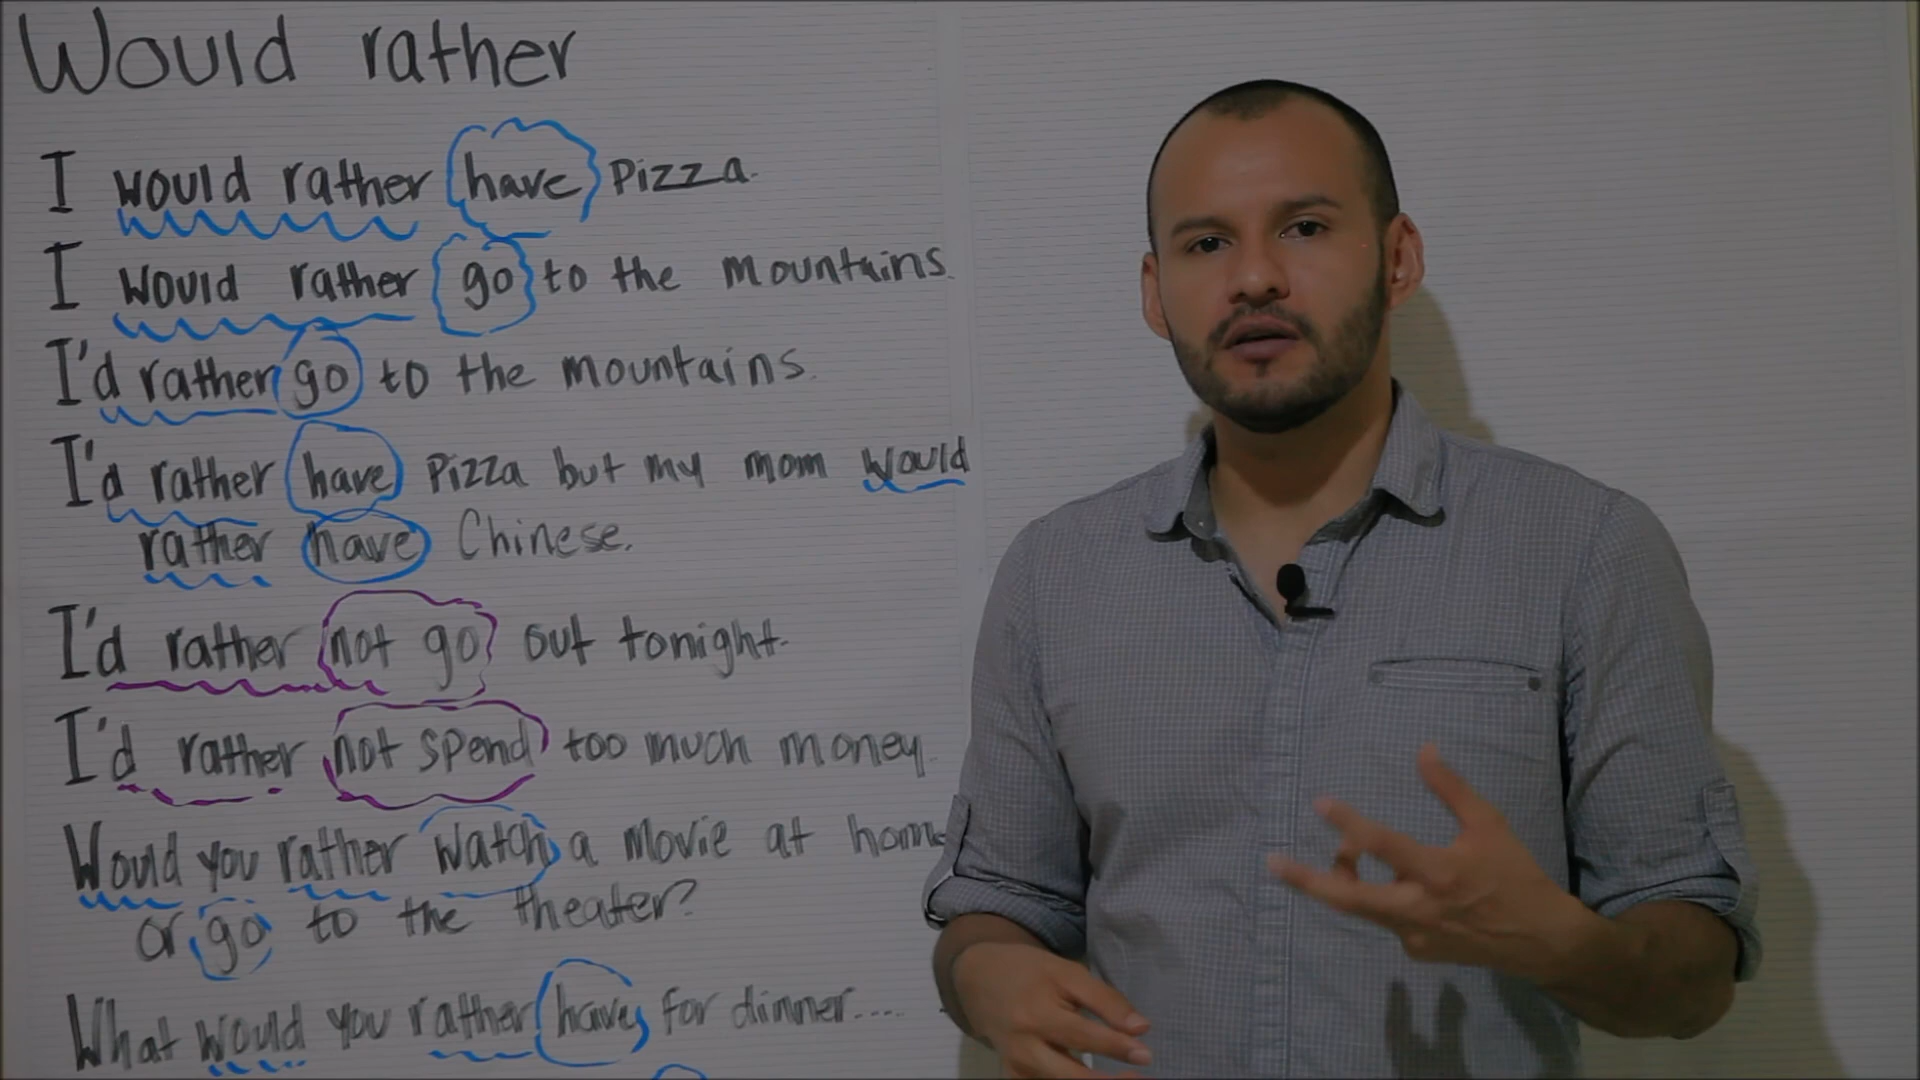 Would rather
I would rather have Pizza.
I would rather go to the mountains.
I'd rather go to the mountains.
I'd rather have Pizza but my mom would
rather have Chinese.
I'd rather not go out tonight.
I'd rather not spend too much money.
Would you rather watch a movie at home
or go to the theater?
What would you rather have for dinner....